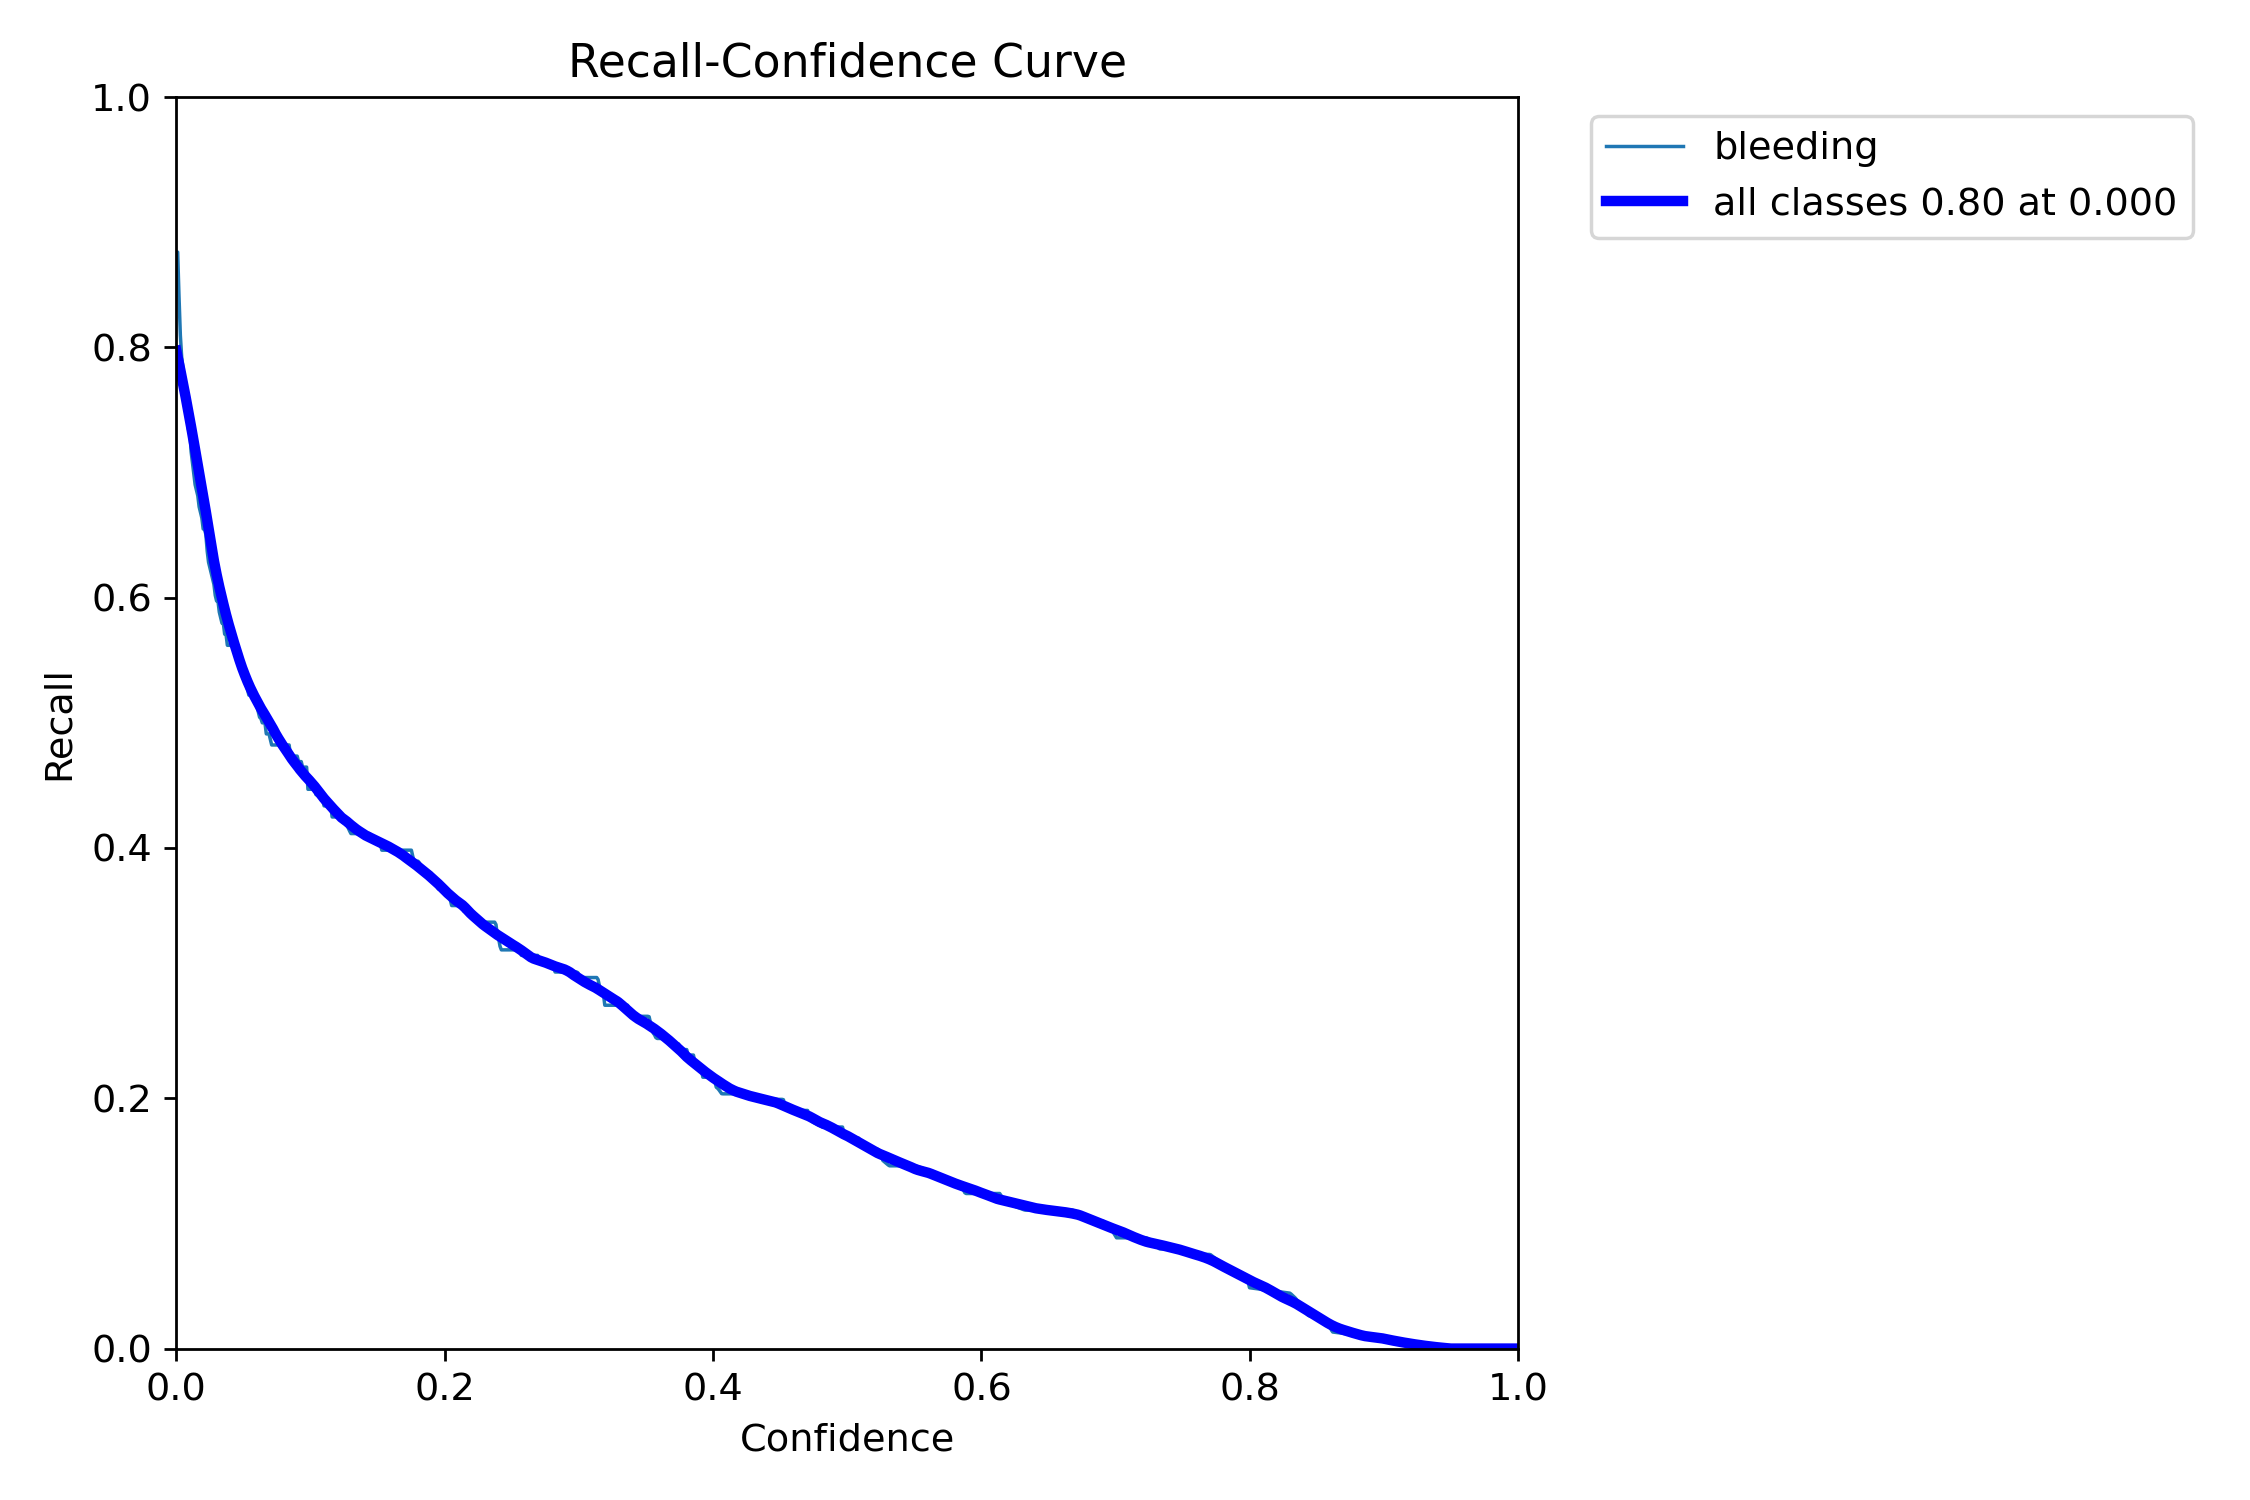 Recall-Confidence Curve
1.0
0.8
0.6
0.4
0.2
0.0
Recall
0.0 0.2 0.4 0.6 0.8 1.0
Confidence
bleeding
all classes 0.80 at 0.000